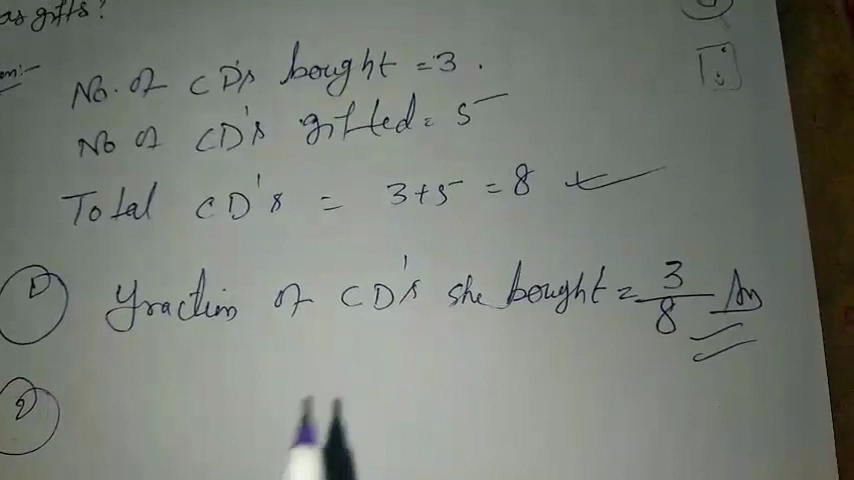 as gifts?
No. of CD's bought = 3.
No of CD's gifted = 5
Total CD's = 3+5 = 8
① Fraction of CD's she bought = 3/8 Ans
②